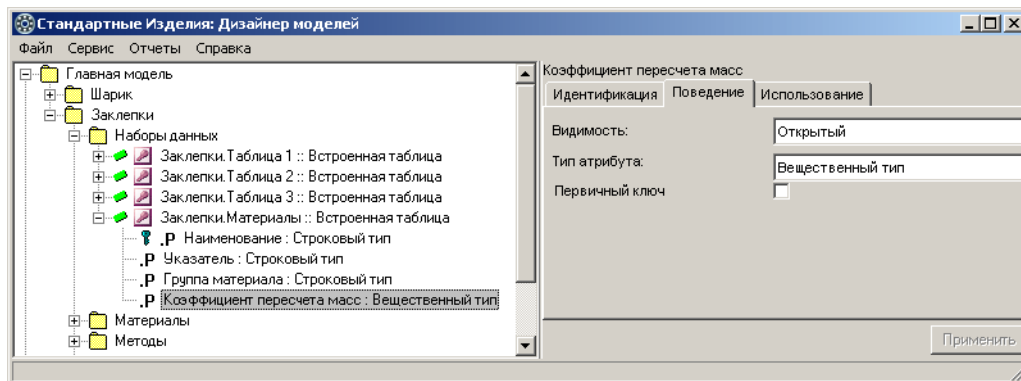 Стандартные Изделия: Дизайнер моделей
Файл Сервис Отчеты Справка
Главная модель
Шарик
Заклепки
Наборы данных
Заклепки.Таблица 1 :: Встроенная таблица
Заклепки.Таблица 2 :: Встроенная таблица
Заклепки.Таблица 3 :: Встроенная таблица
Заклепки.Материалы :: Встроенная таблица
.P Наименование : Строковый тип
.P Указатель : Строковый тип
.P Группа материала : Строковый тип
.P Коэффициент пересчета масс : Вещественный тип
Материалы
Методы
Коэффициент пересчета масс
Идентификация Поведение Использование
Видимость: Открытый
Тип атрибута: Вещественный тип
Первичный ключ
Применить